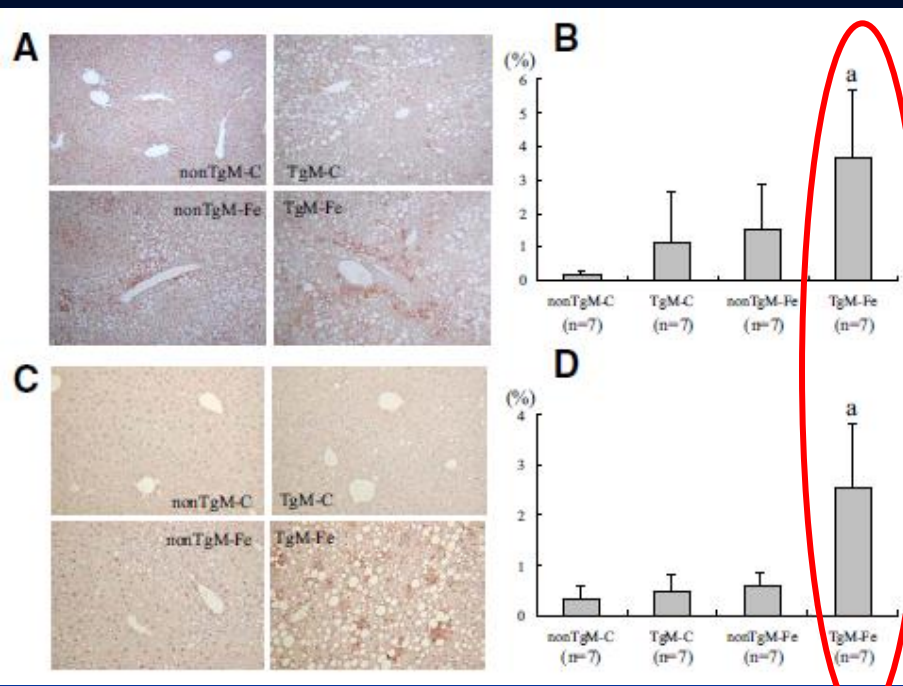 A
nonTgM-C
TgM-C
nonTgM-Fe
TgM-Fe
B
(%)
6
5
4
3
2
1
0
a
nonTgM-C
TgM-C
nonTgM-Fe
TgM-Fe
(n=7)
(n=7)
(n=7)
(n=7)
C
nonTgM-C
TgM-C
nonTgM-Fe
TgM-Fe
D
(%)
4
3
2
1
0
a
nonTgM-C
TgM-C
nonTgM-Fe
TgM-Fe
(n=7)
(n=7)
(n=7)
(n=7)